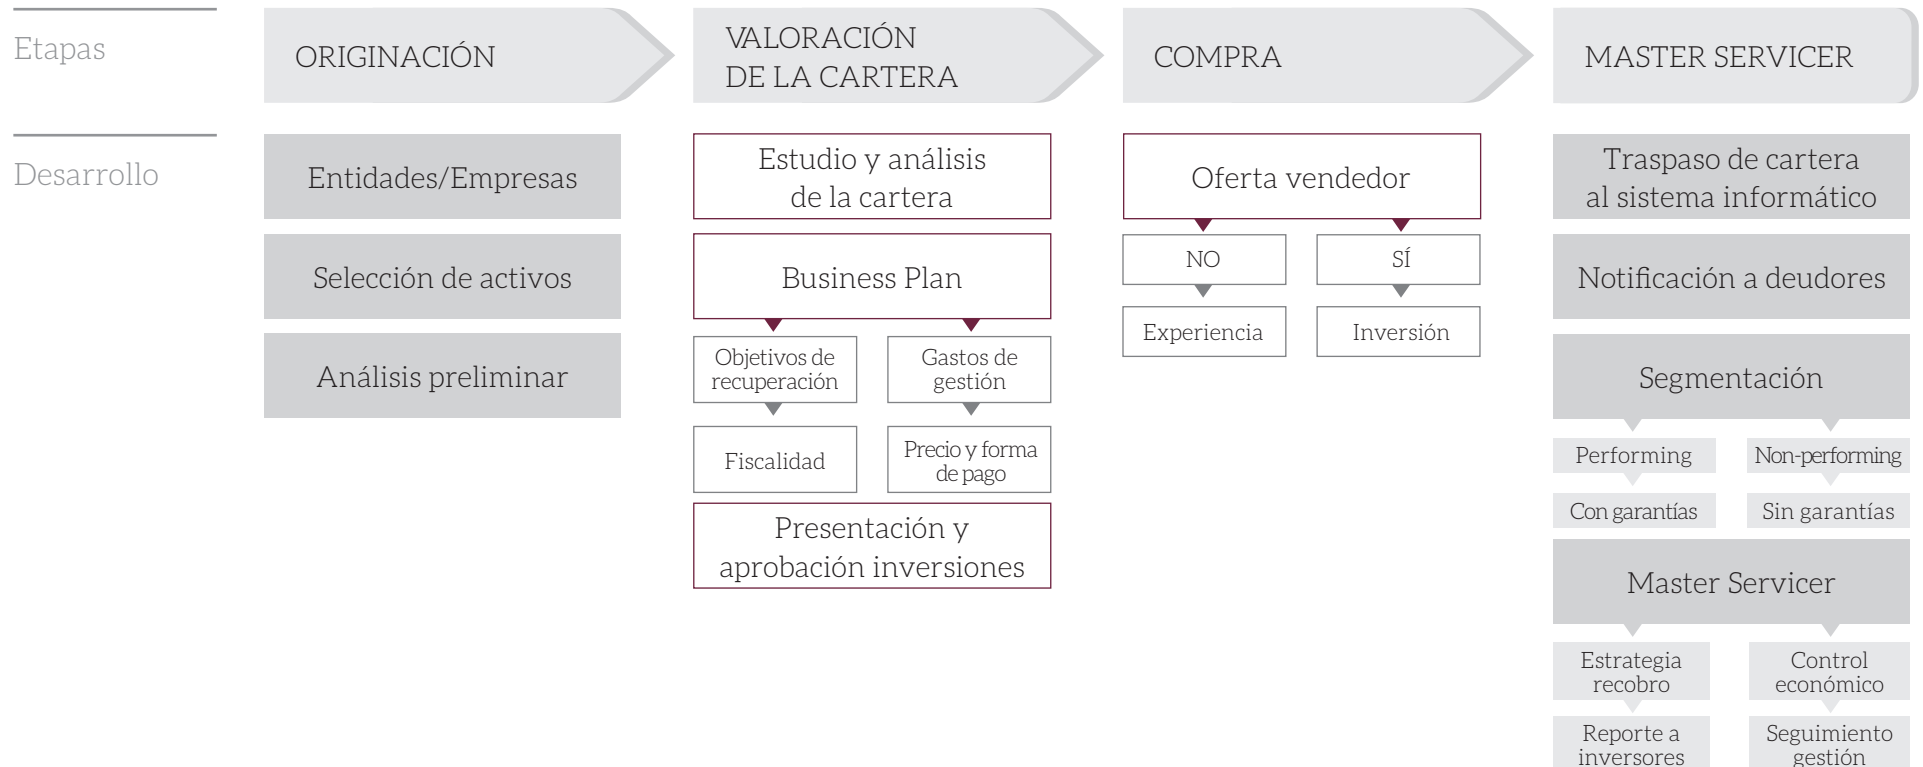 Etapas
ORIGINACIÓN
VALORACIÓN
DE LA CARTERA
COMPRA
MASTER SERVICER
Desarrollo
Entidades/Empresas
Selección de activos
Análisis preliminar
Estudio y análisis
de la cartera
Business Plan
Objetivos de
recuperación
Gastos de
gestión
Fiscalidad
Precio y forma
de pago
Presentación y
aprobación inversiones
Oferta vendedor
NO
SÍ
Experiencia
Inversión
Traspaso de cartera
al sistema informático
Notificación a deudores
Segmentación
Performing
Non-performing
Con garantías
Sin garantías
Master Servicer
Estrategia
recobro
Control
económico
Reporte a
inversores
Seguimiento
gestión